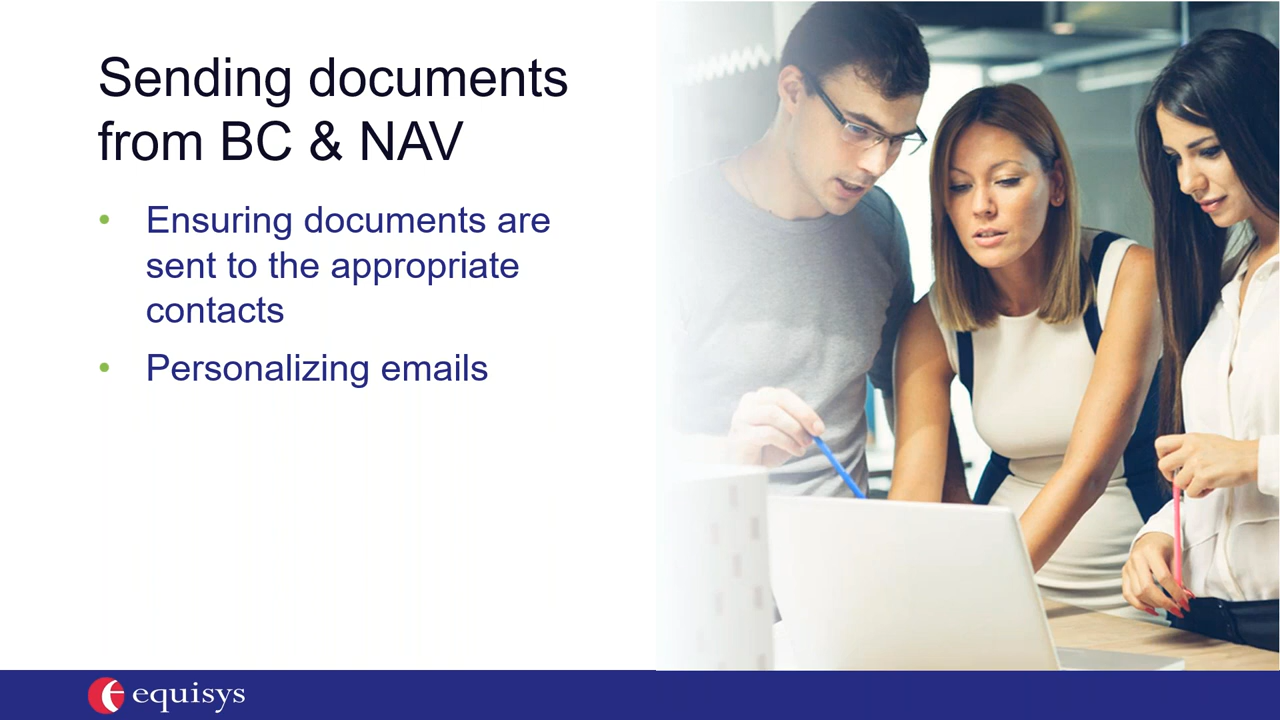 Sending documents
from BC & NAV
• Ensuring documents are
sent to the appropriate
contacts
• Personalizing emails
equisys